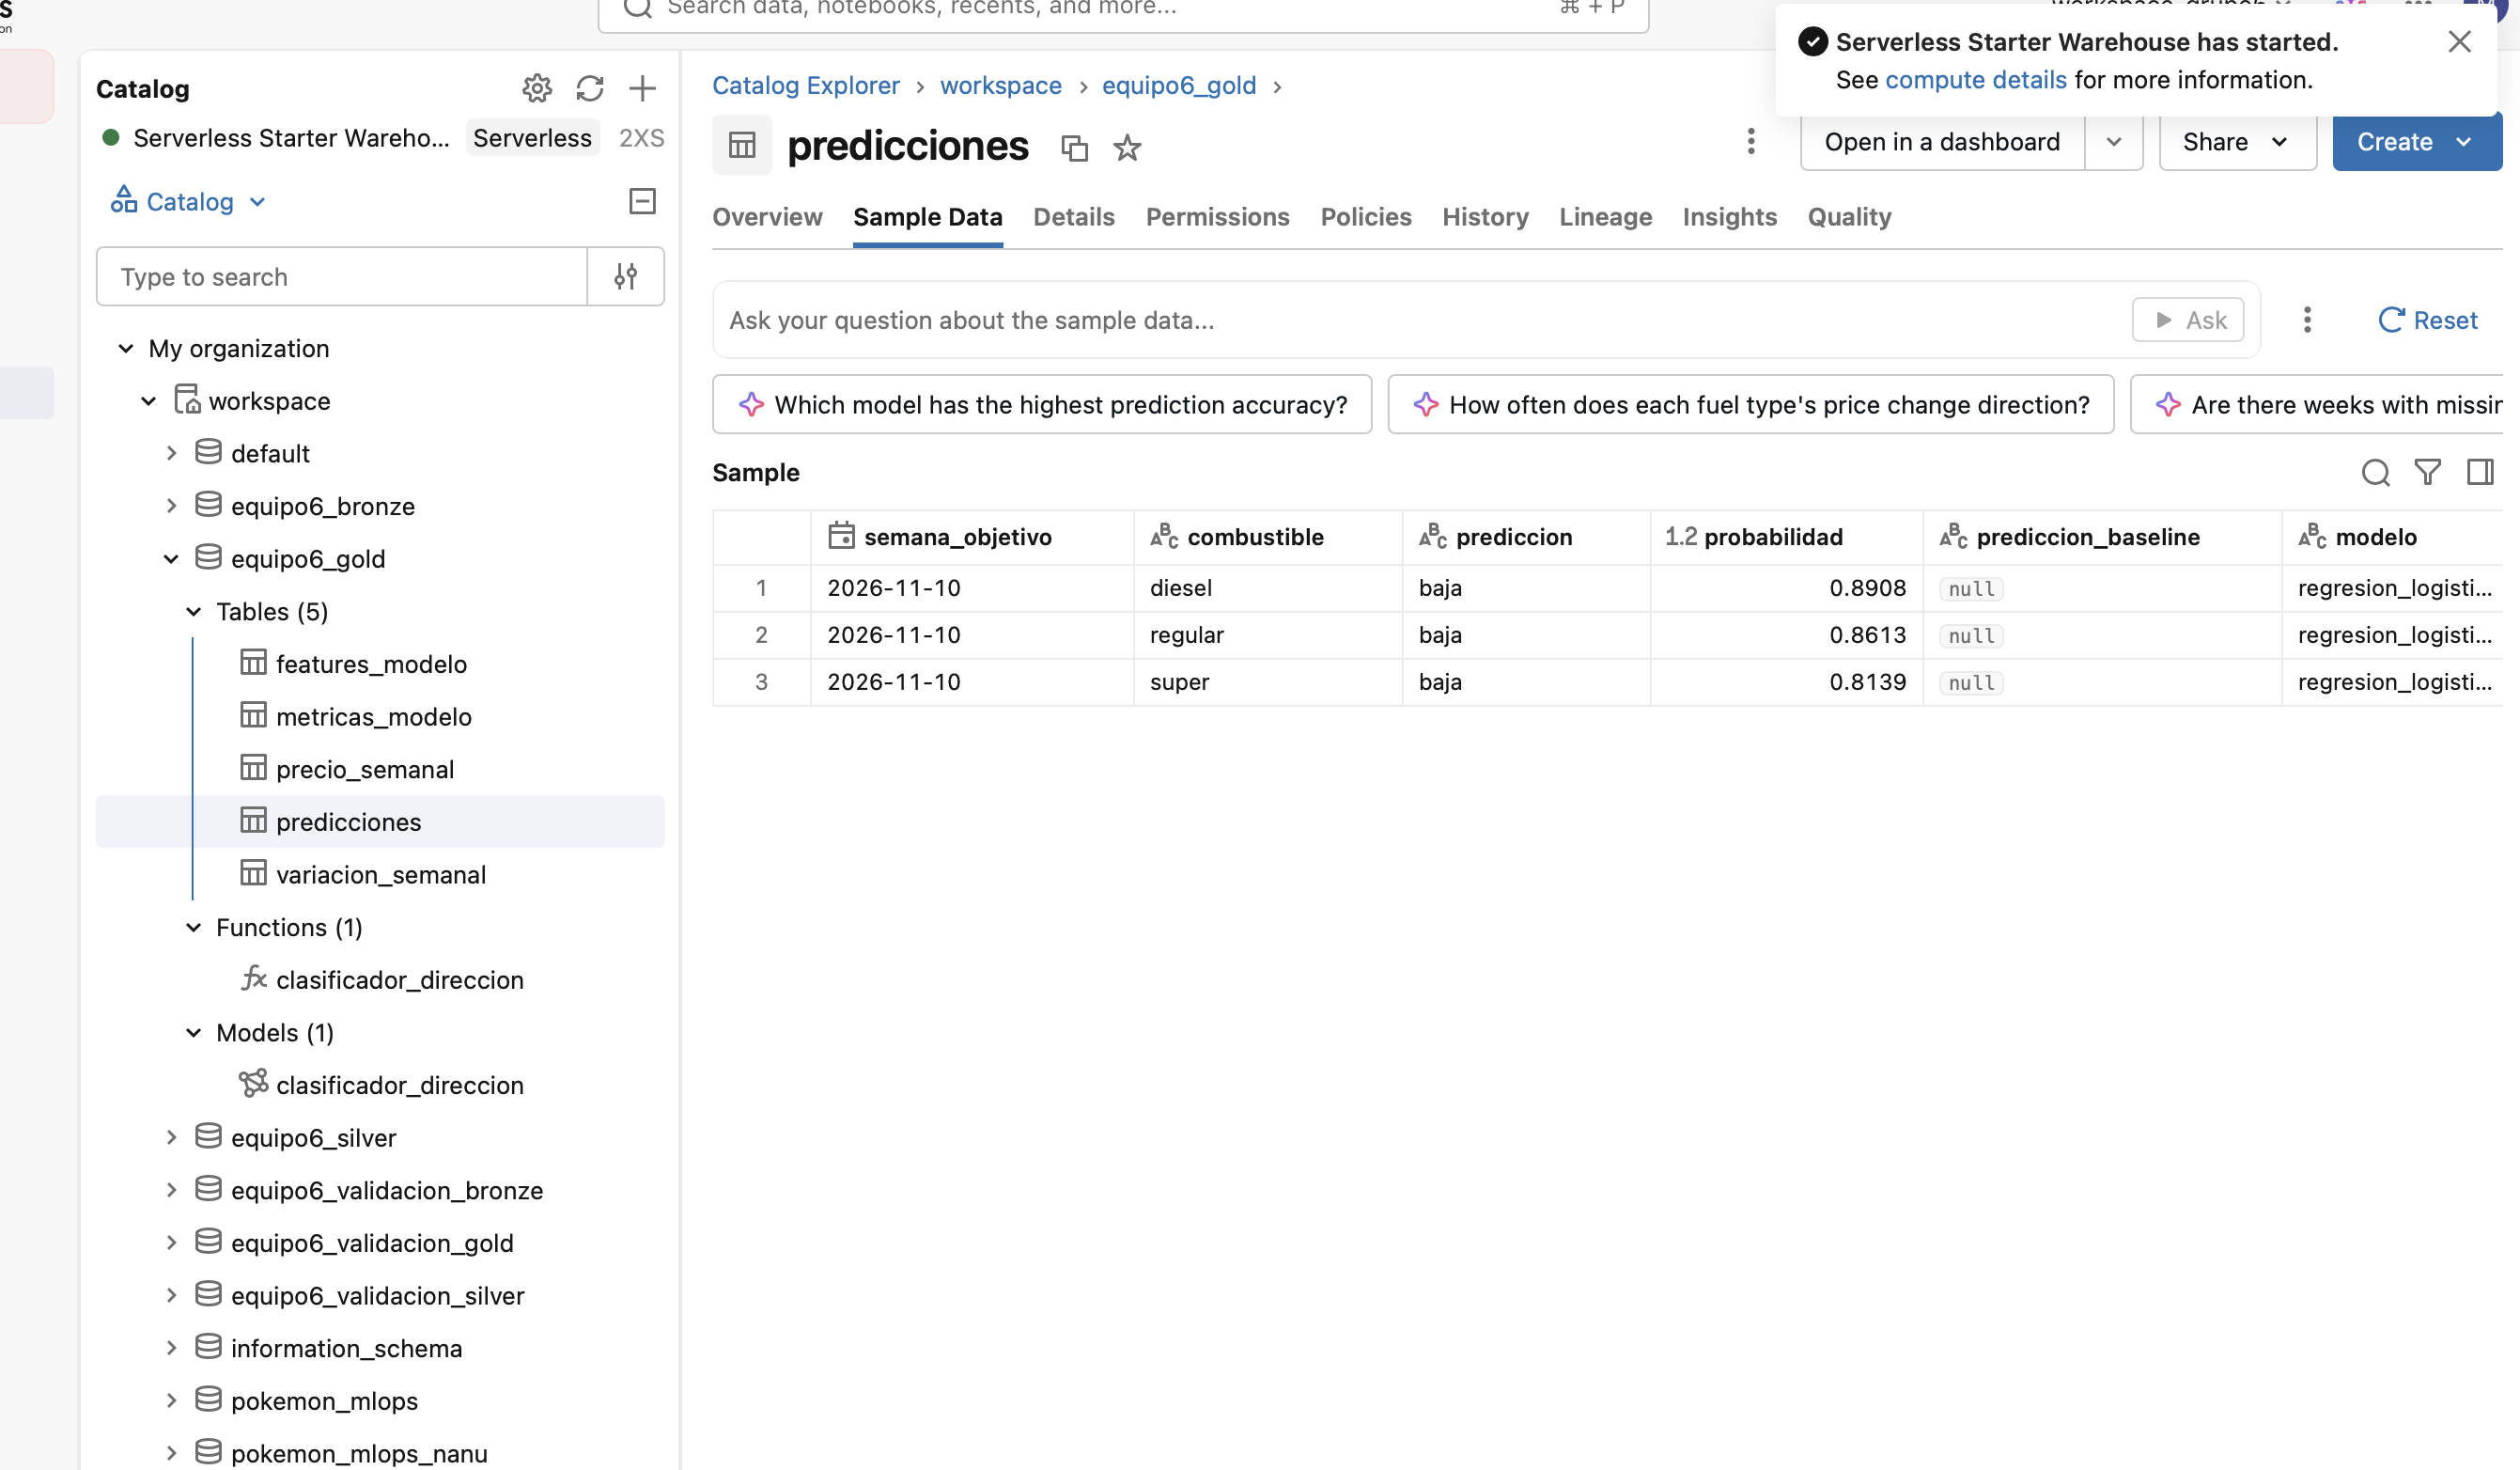 Search data, notebooks, recents, and more...
⌘ + P
Serverless Starter Warehouse has started.
See compute details for more information.
Catalog
Serverless Starter Wareho...
Serverless
2XS
Catalog
Type to search
My organization
workspace
default
equipo6_bronze
equipo6_gold
Tables (5)
features_modelo
metricas_modelo
precio_semanal
predicciones
variacion_semanal
Functions (1)
clasificador_direccion
Models (1)
clasificador_direccion
equipo6_silver
equipo6_validacion_bronze
equipo6_validacion_gold
equipo6_validacion_silver
information_schema
pokemon_mlops
pokemon_mlops_nanu
Catalog Explorer > workspace > equipo6_gold >
predicciones
Open in a dashboard
Share
Create
Overview Sample Data Details Permissions Policies History Lineage Insights Quality
Ask your question about the sample data...
Ask
Reset
Which model has the highest prediction accuracy?
How often does each fuel type's price change direction?
Are there weeks with missin
Sample
semana_objetivo combustible prediccion 1.2 probabilidad prediccion_baseline modelo
1 2026-11-10 diesel baja 0.8908 null regresion_logisti...
2 2026-11-10 regular baja 0.8613 null regresion_logisti...
3 2026-11-10 super baja 0.8139 null regresion_logisti...